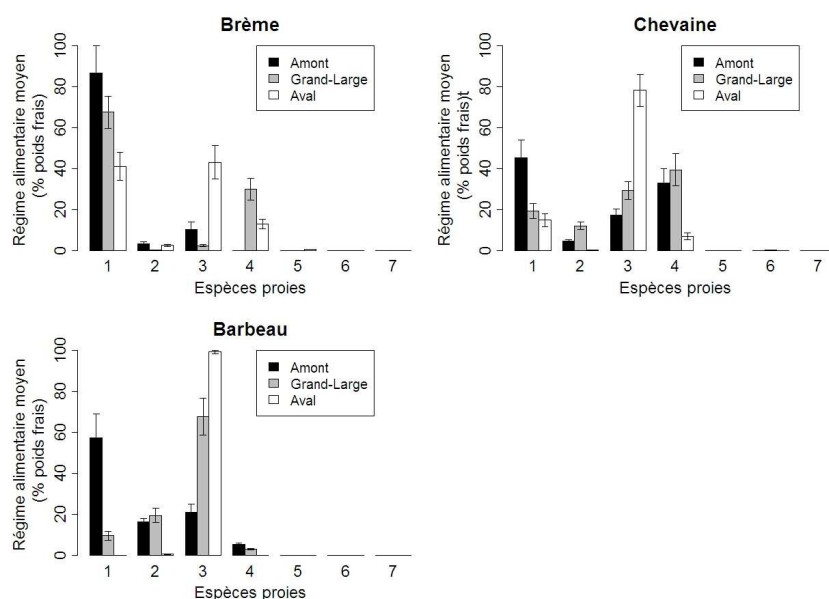 Brème
Régime alimentaire moyen
(% poids frais)
0 20 40 60 80 100
Amont
Grand-Large
Aval
1 2 3 4 5 6 7
Espèces proies
Chevaine
Régime alimentaire moyen
(% poids frais)t
0 20 40 60 80 100
Amont
Grand-Large
Aval
1 2 3 4 5 6 7
Espèces proies
Barbeau
Régime alimentaire moyen
(% poids frais)
0 20 40 60 80 100
Amont
Grand-Large
Aval
1 2 3 4 5 6 7
Espèces proies